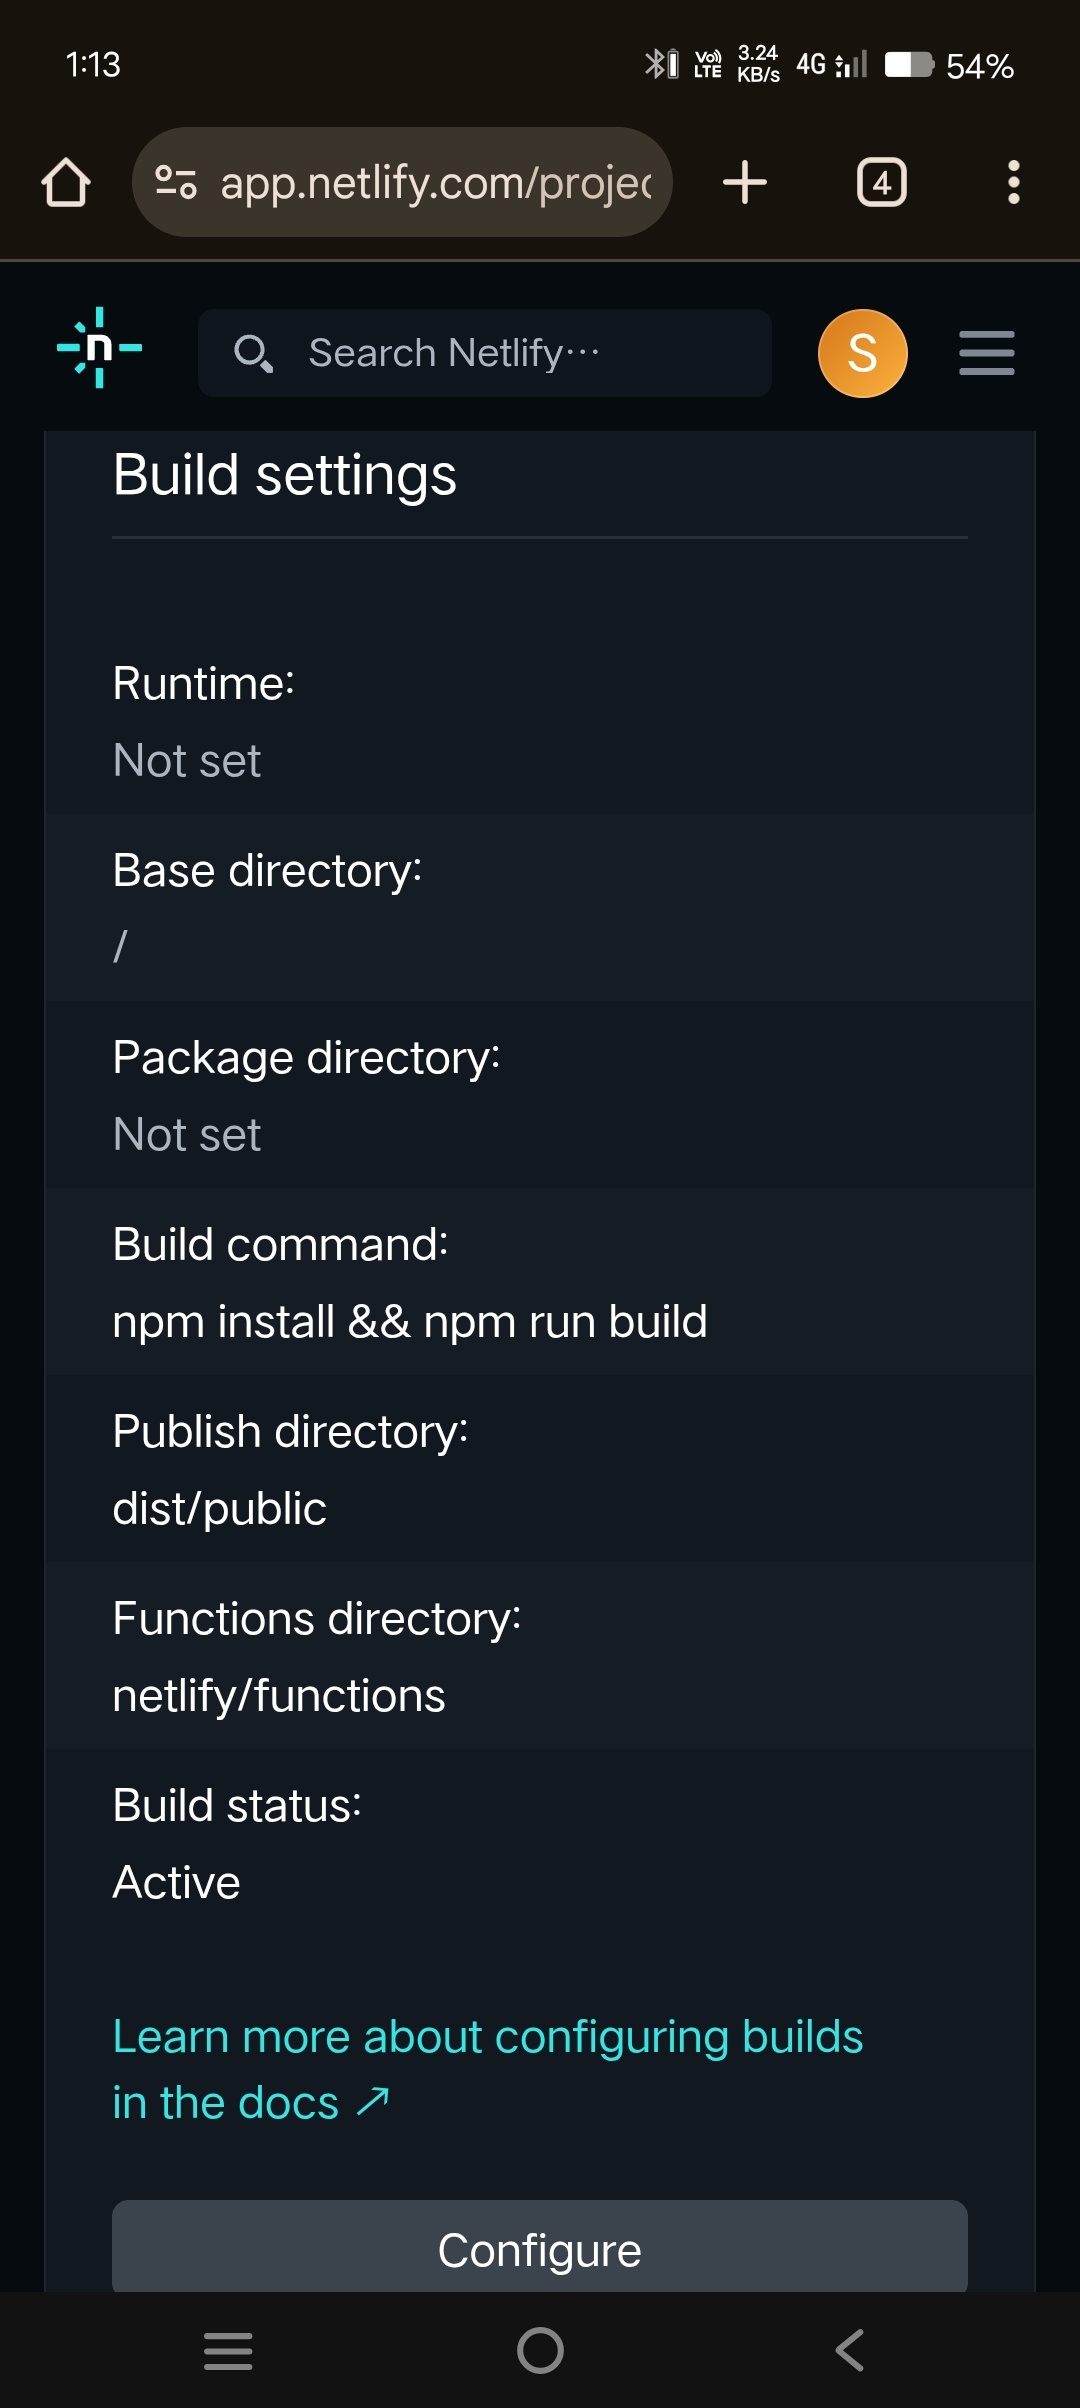 1:13
Vo)) LTE
3.24 KB/s
4G
54%
app.netlify.com/projec
4
n
Search Netlify···
S
Build settings
Runtime:
Not set
Base directory:
/
Package directory:
Not set
Build command:
npm install && npm run build
Publish directory:
dist/public
Functions directory:
netlify/functions
Build status:
Active
Learn more about configuring builds
in the docs ↗
Configure